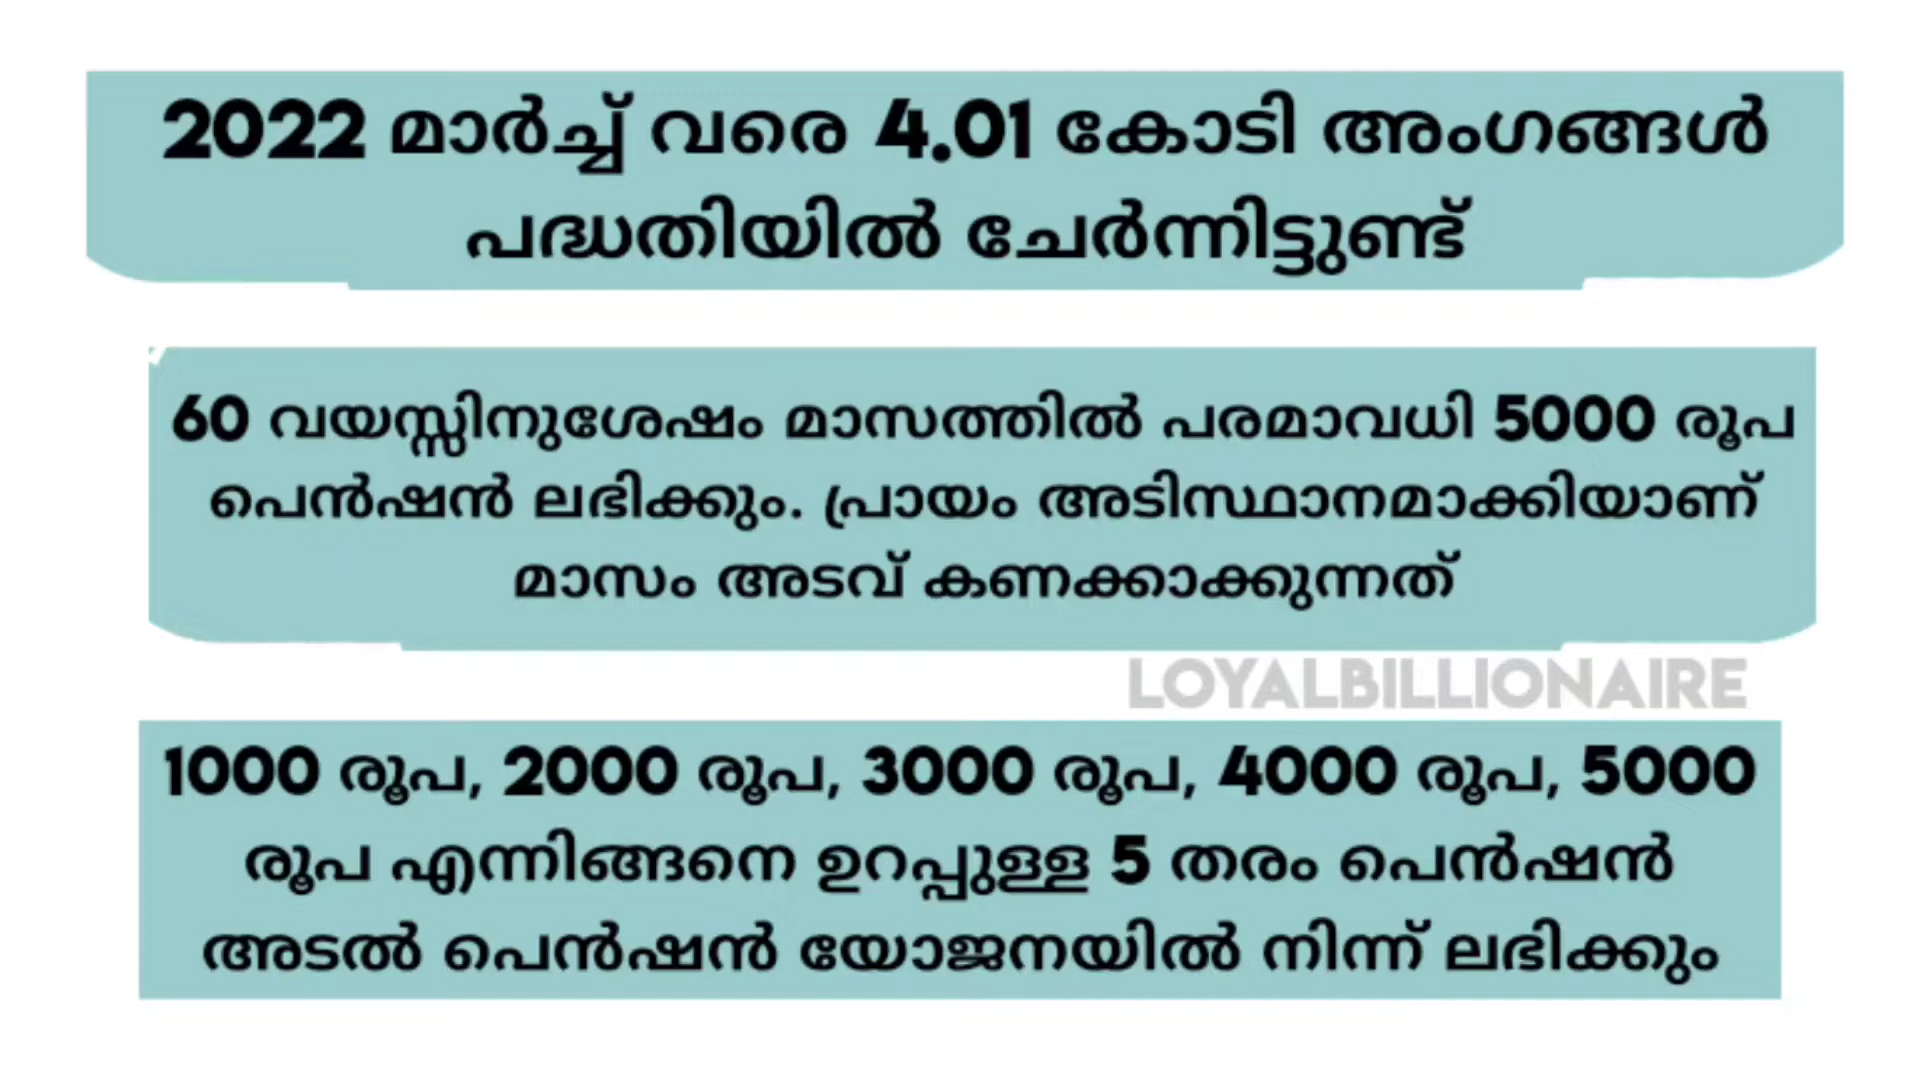 2022 മാർച്ച് വരെ 4.01 കോടി അംഗങ്ങൾ
പദ്ധതിയിൽ ചേർന്നിട്ടുണ്ട്
60 വയസ്സിനുശേഷം മാസത്തിൽ പരമാവധി 5000 രൂപ
പെൻഷൻ ലഭിക്കും. പ്രായം അടിസ്ഥാനമാക്കിയാണ്
മാസം അടവ് കണക്കാക്കുന്നത്
LOYALBILLIONAIRE
1000 രൂപ, 2000 രൂപ, 3000 രൂപ, 4000 രൂപ, 5000
രൂപ എന്നിങ്ങനെ ഉറപ്പുള്ള 5 തരം പെൻഷൻ
അടൽ പെൻഷൻ യോജനയിൽ നിന്ന് ലഭിക്കും